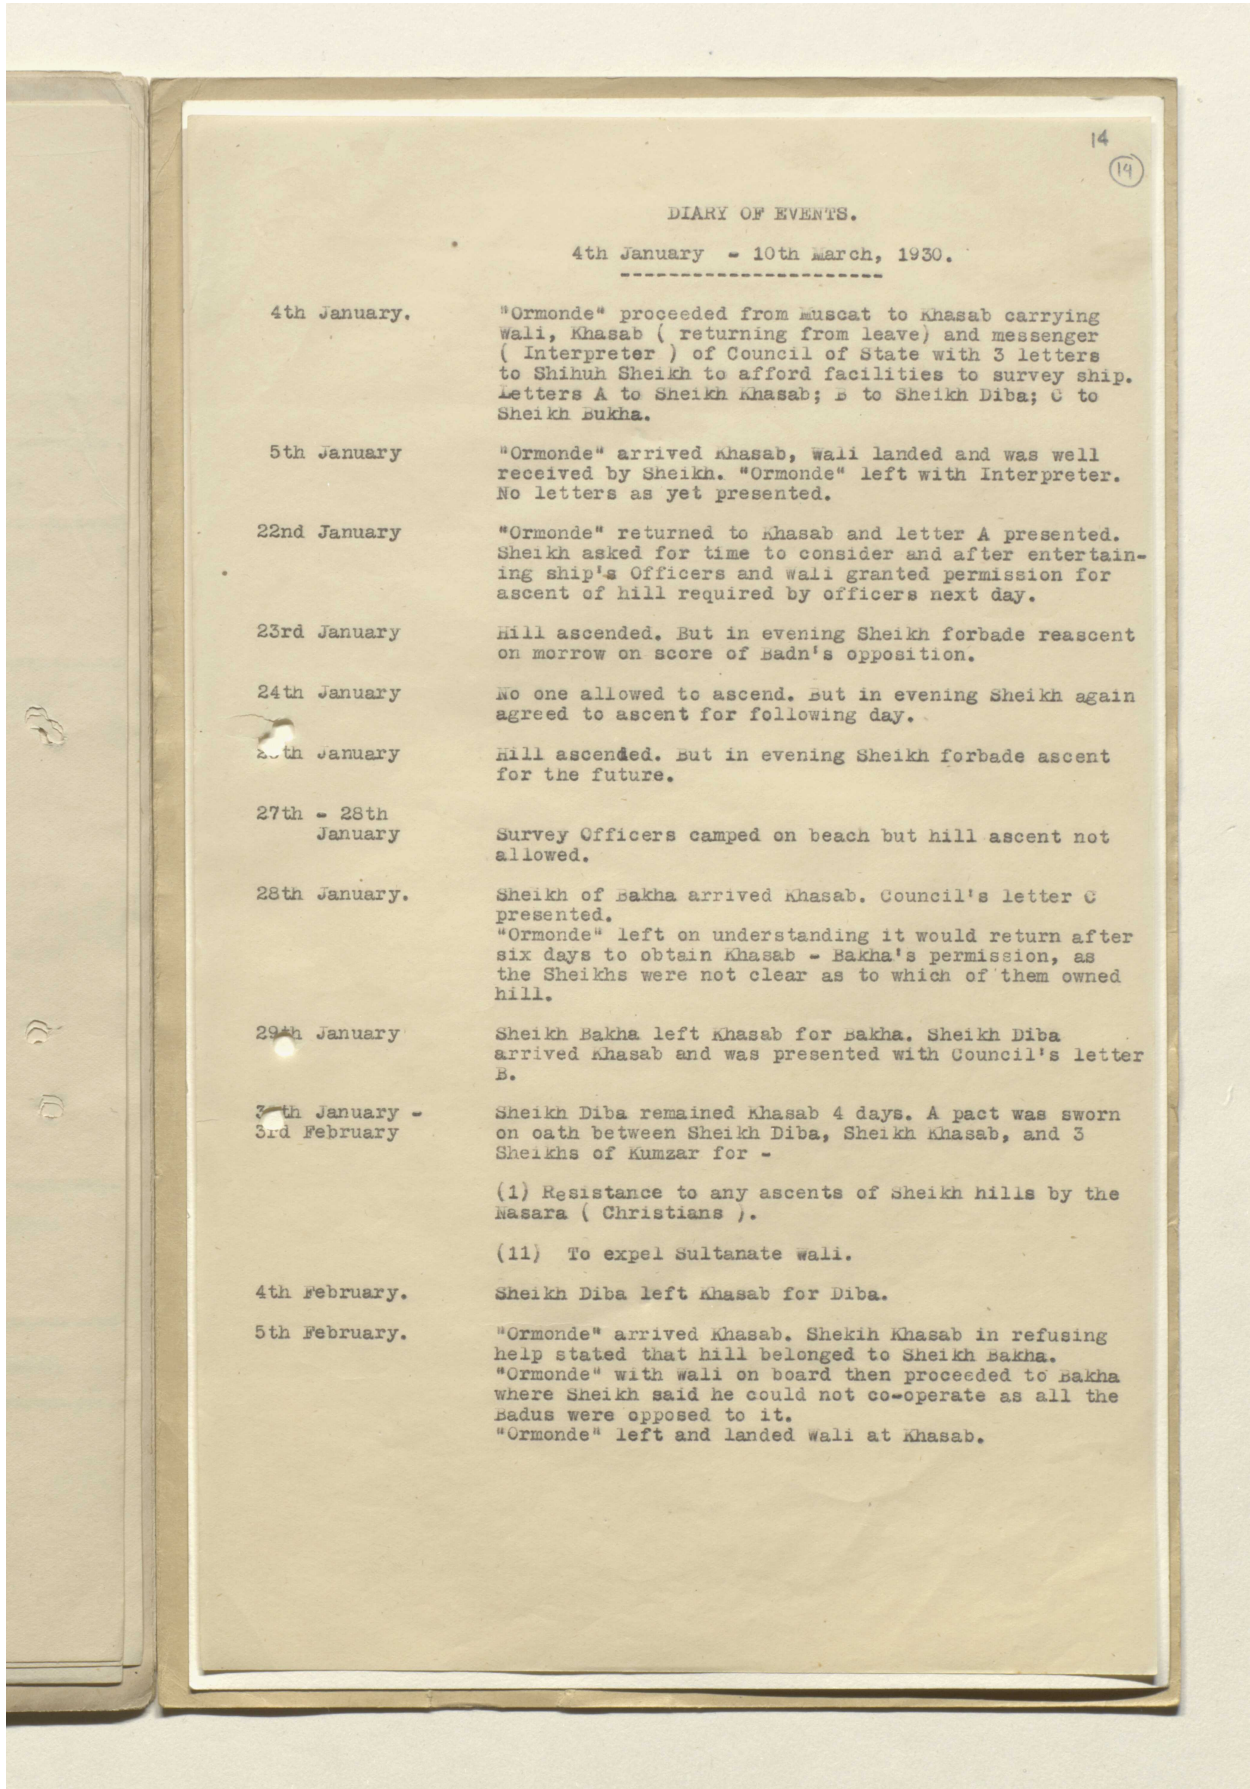 14
14
DIARY OF EVENTS.
4th January - 10th March, 1930.
4th January. "Ormonde" proceeded from Muscat to Khasab carrying
Wali, Khasab ( returning from leave) and messenger
( Interpreter ) of Council of State with 3 letters
to Shihuh Sheikh to afford facilities to survey ship.
Letters A to Sheikh Khasab; B to Sheikh Diba; C to
Sheikh Bukha.
5th January "Ormonde" arrived Khasab, Wali landed and was well
received by Sheikh. "Ormonde" left with Interpreter.
No letters as yet presented.
22nd January "Ormonde" returned to Khasab and letter A presented.
Sheikh asked for time to consider and after entertain-
ing ship's Officers and Wali granted permission for
ascent of hill required by officers next day.
23rd January Hill ascended. But in evening Sheikh forbade reascent
on morrow on score of Badn's opposition.
24th January No one allowed to ascend. But in evening Sheikh again
agreed to ascent for following day.
January Hill ascended. But in evening Sheikh forbade ascent
for the future.
27th - 28th
January Survey Officers camped on beach but hill ascent not
allowed.
28th January. Sheikh of Bakha arrived Khasab. Council's letter C
presented.
"Ormonde" left on understanding it would return after
six days to obtain Khasab - Bakha's permission, as
the Sheikhs were not clear as to which of them owned
hill.
29th January Sheikh Bakha left Khasab for Bakha. Sheikh Diba
arrived Khasab and was presented with Council's letter
B.
January - Sheikh Diba remained Khasab 4 days. A pact was sworn
3rd February on oath between Sheikh Diba, Sheikh Khasab, and 3
Sheikhs of Kumzar for -
(1) Resistance to any ascents of Sheikh hills by the
Nasara ( Christians ).
(11) To expel Sultanate Wali.
4th February. Sheikh Diba left Khasab for Diba.
5th February. "Ormonde" arrived Khasab. Shekih Khasab in refusing
help stated that hill belonged to Sheikh Bakha.
"Ormonde" with Wali on board then proceeded to Bakha
where Sheikh said he could not co-operate as all the
Badus were opposed to it.
"Ormonde" left and landed Wali at Khasab.